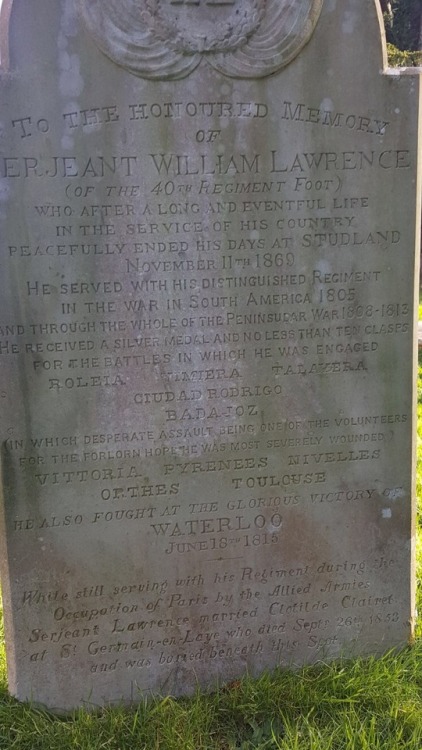 TO THE HONOURED MEMORY
OF
ERJEANT WILLIAM LAWRENCE
(OF THE 40TH REGIMENT FOOT)
WHO AFTER A LONG AND EVENTFUL LIFE
IN THE SERVICE OF HIS COUNTRY
PEACEFULLY ENDED HIS DAYS AT STUDLAND
NOVEMBER 11TH 1869
HE SERVED WITH HIS DISTINGUISHED REGIMENT
IN THE WAR IN SOUTH AMERICA 1805
AND THROUGH THE WHOLE OF THE PENINSULAR WAR 1808-1813
HE RECEIVED A SILVER MEDAL AND NO LESS THAN TEN CLASPS
FOR THE BATTLES IN WHICH HE WAS ENGAGED
ROLEIA VIMIERA TALAVERA
CIUDAD RODRIGO
BADAJOZ
(IN WHICH DESPERATE ASSAULT BEING ONE OF THE VOLUNTEERS
FOR THE FORLORN HOPE HE WAS MOST SEVERELY WOUNDED)
VITTORIA PYRENEES NIVELLES
ORTHES TOULOUSE
HE ALSO FOUGHT AT THE GLORIOUS VICTORY OF
WATERLOO
JUNE 18TH 1815
While still serving with his Regiment during the
Occupation of Paris by the Allied Armies
Serjeant Lawrence married Clotilde Clairet
at St Germain-en-Laye who died Septr 26th 1853
and was buried beneath this Spot